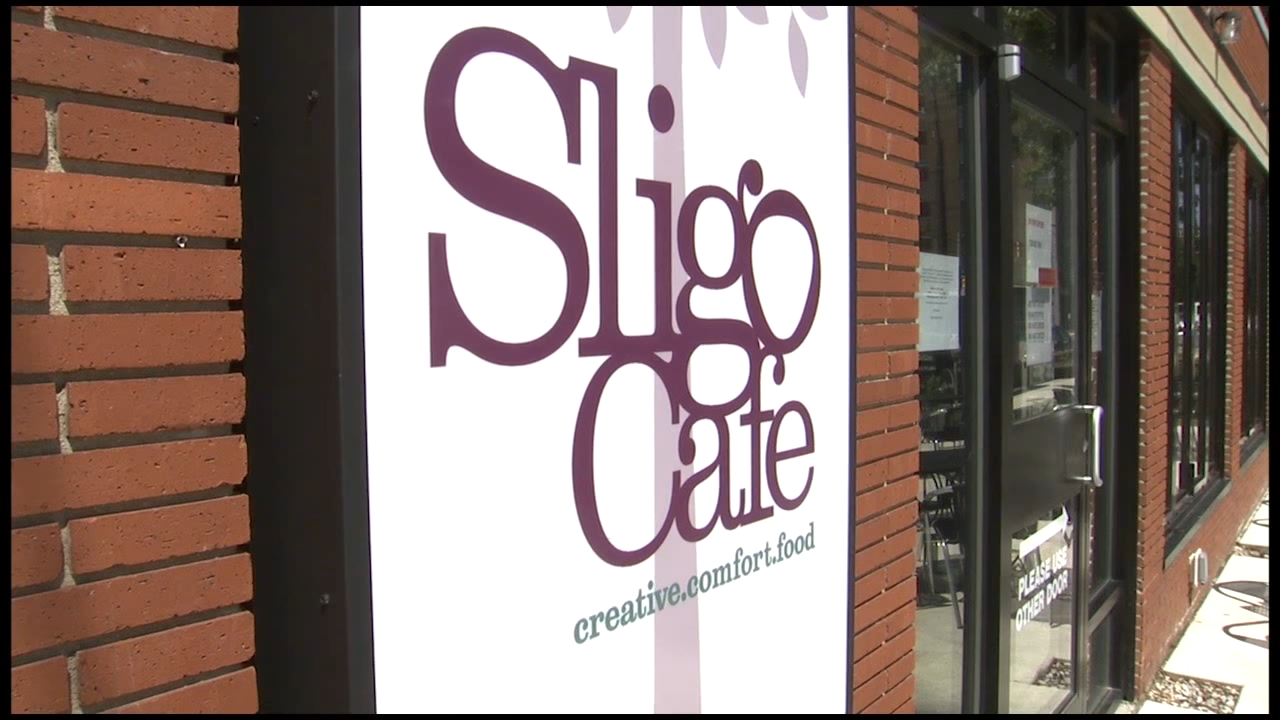 Sligo
Cafe
creative.comfort.food
PLEASE USE
OTHER DOOR